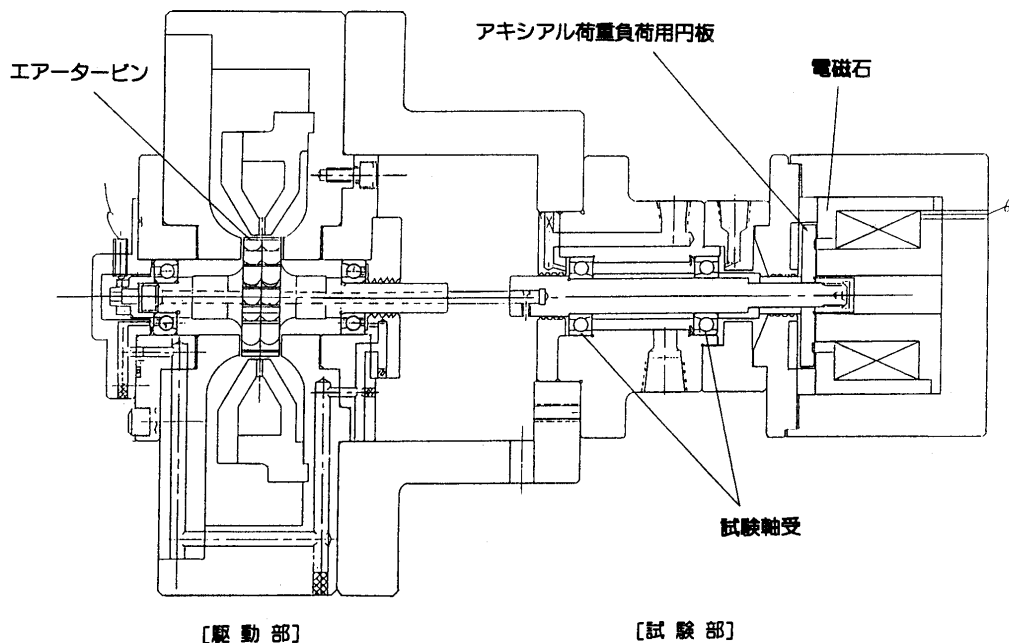 アキシアル荷重負荷用円板
エアータービン
電磁石
試験軸受
[駆動部]
[試験部]